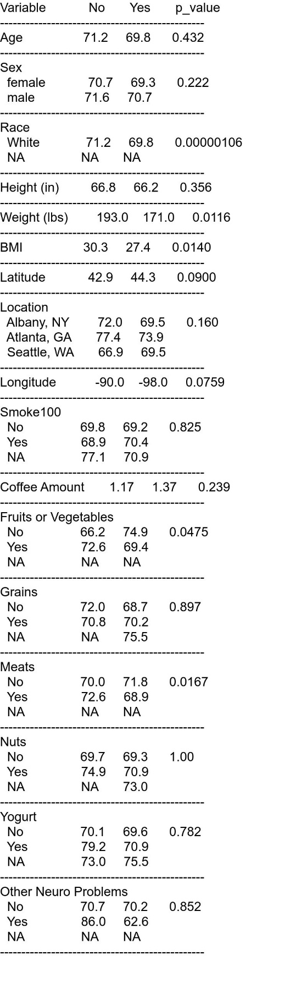 Variable No Yes p_value
------------------------------------------------
Age 71.2 69.8 0.432
------------------------------------------------
Sex
female 70.7 69.3 0.222
male 71.6 70.7
------------------------------------------------
Race
White 71.2 69.8 0.00000106
NA NA NA
------------------------------------------------
Height (in) 66.8 66.2 0.356
------------------------------------------------
Weight (lbs) 193.0 171.0 0.0116
------------------------------------------------
BMI 30.3 27.4 0.0140
------------------------------------------------
Latitude 42.9 44.3 0.0900
------------------------------------------------
Location
Albany, NY 72.0 69.5 0.160
Atlanta, GA 77.4 73.9
Seattle, WA 66.9 69.5
------------------------------------------------
Longitude -90.0 -98.0 0.0759
------------------------------------------------
Smoke100
No 69.8 69.2 0.825
Yes 68.9 70.4
NA 77.1 70.9
------------------------------------------------
Coffee Amount 1.17 1.37 0.239
------------------------------------------------
Fruits or Vegetables
No 66.2 74.9 0.0475
Yes 72.6 69.4
NA NA NA
------------------------------------------------
Grains
No 72.0 68.7 0.897
Yes 70.8 70.2
NA NA 75.5
------------------------------------------------
Meats
No 70.0 71.8 0.0167
Yes 72.6 68.9
NA NA NA
------------------------------------------------
Nuts
No 69.7 69.3 1.00
Yes 74.9 70.9
NA NA 73.0
------------------------------------------------
Yogurt
No 70.1 69.6 0.782
Yes 79.2 70.9
NA 73.0 75.5
------------------------------------------------
Other Neuro Problems
No 70.7 70.2 0.852
Yes 86.0 62.6
NA NA NA
------------------------------------------------